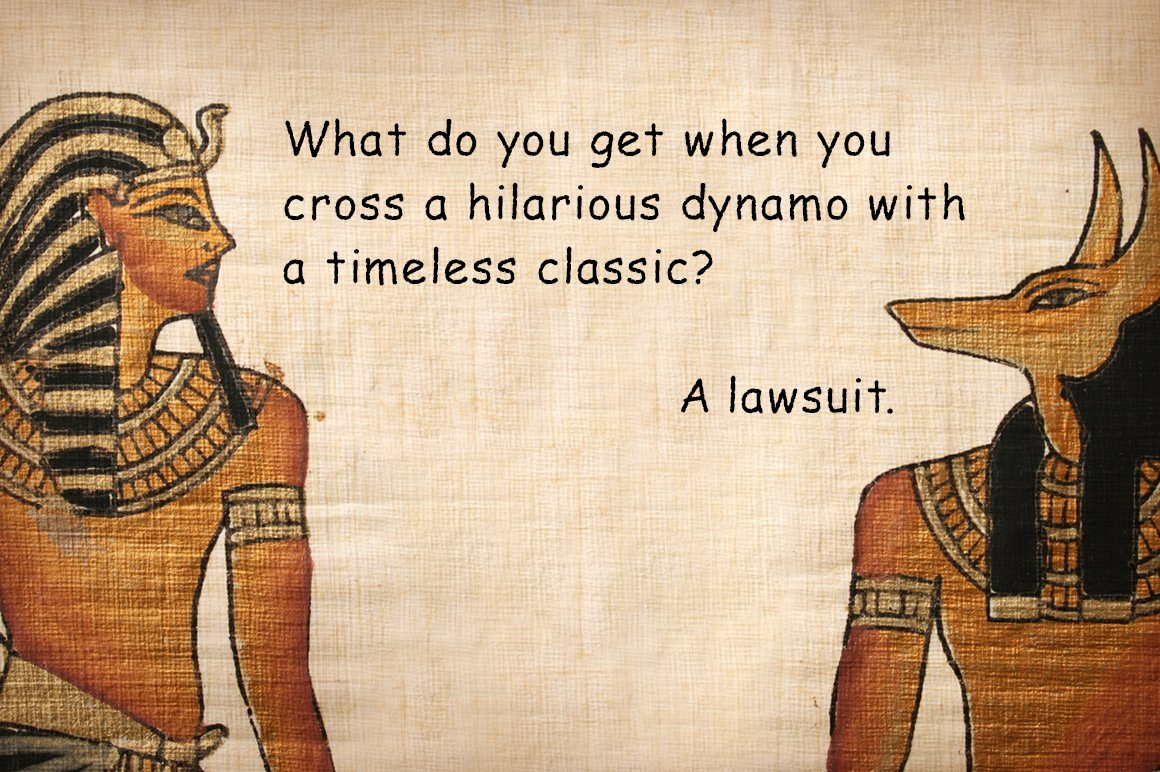 What do you get when you
cross a hilarious dynamo with
a timeless classic?
A lawsuit.